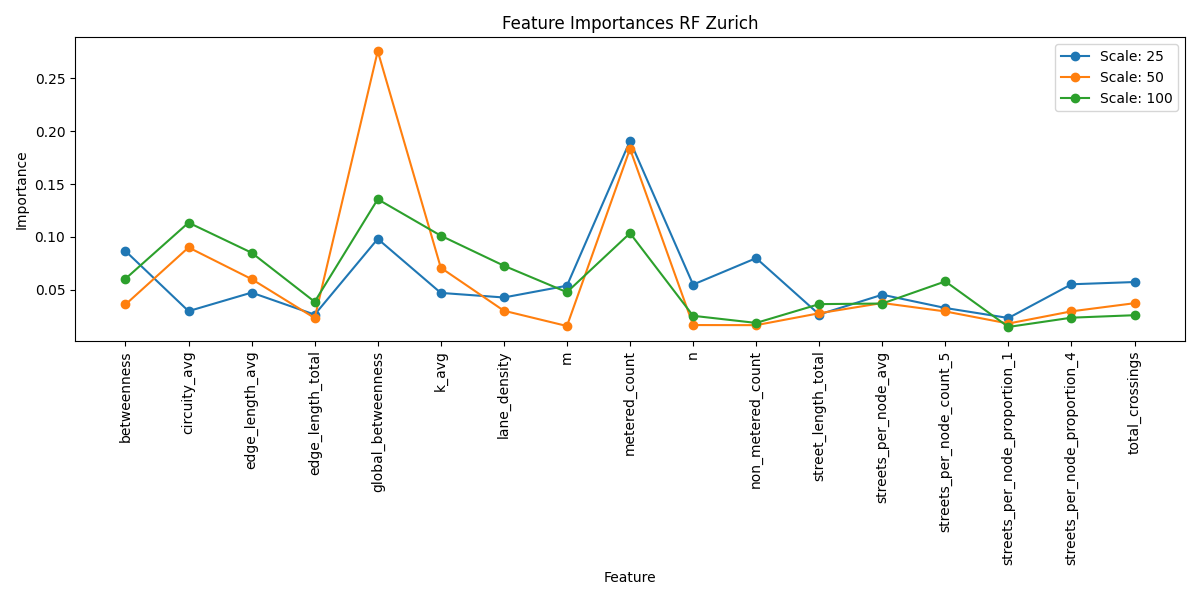 Feature Importances RF Zurich
Importance
0.25
0.20
0.15
0.10
0.05
Scale: 25
Scale: 50
Scale: 100
betweenness
circuity_avg
edge_length_avg
edge_length_total
global_betweenness
k_avg
lane_density
m
metered_count
n
non_metered_count
street_length_total
streets_per_node_avg
streets_per_node_count_5
streets_per_node_proportion_1
streets_per_node_proportion_4
total_crossings
Feature